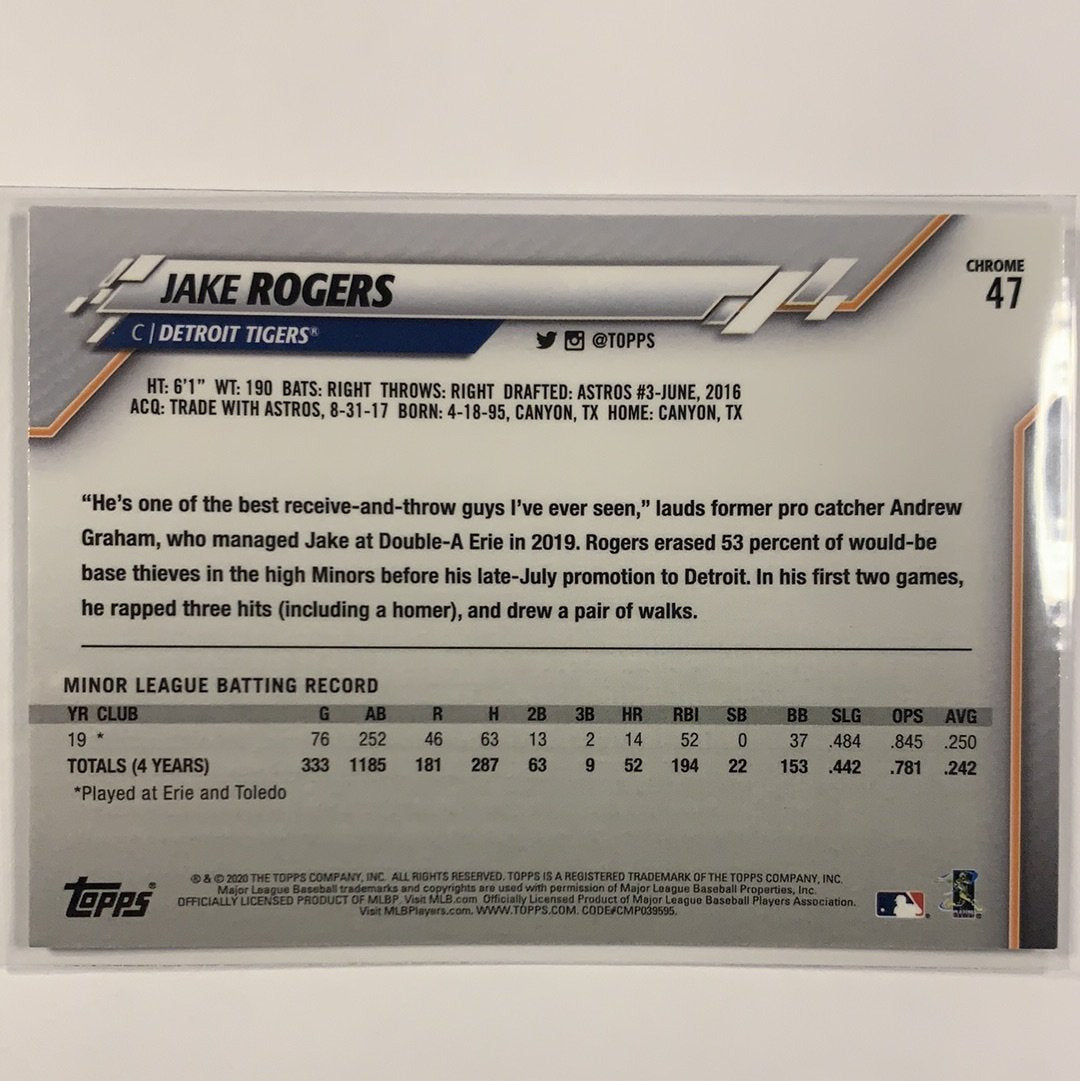 JAKE ROGERS
CHROME
47
C | DETROIT TIGERS®
@TOPPS
HT: 6'1" WT: 190 BATS: RIGHT THROWS: RIGHT DRAFTED: ASTROS #3-JUNE, 2016
ACQ: TRADE WITH ASTROS, 8-31-17 BORN: 4-18-95, CANYON, TX HOME: CANYON, TX
“He’s one of the best receive-and-throw guys I’ve ever seen,” lauds former pro catcher Andrew
Graham, who managed Jake at Double-A Erie in 2019. Rogers erased 53 percent of would-be
base thieves in the high Minors before his late-July promotion to Detroit. In his first two games,
he rapped three hits (including a homer), and drew a pair of walks.
MINOR LEAGUE BATTING RECORD
YR CLUB G AB R H 2B 3B HR RBI SB BB SLG OPS AVG
19 * 76 252 46 63 13 2 14 52 0 37 .484 .845 .250
TOTALS (4 YEARS) 333 1185 181 287 63 9 52 194 22 153 .442 .781 .242
*Played at Erie and Toledo
topps®
® & © 2020 THE TOPPS COMPANY, INC. ALL RIGHTS RESERVED. TOPPS IS A REGISTERED TRADEMARK OF THE TOPPS COMPANY, INC.
Major League Baseball trademarks and copyrights are used with permission of Major League Baseball Properties, Inc.
OFFICIALLY LICENSED PRODUCT OF MLBP. Visit MLB.com Officially Licensed Product of Major League Baseball Players Association.
Visit MLBPlayers.com. WWW.TOPPS.COM. CODE#CMP039595.